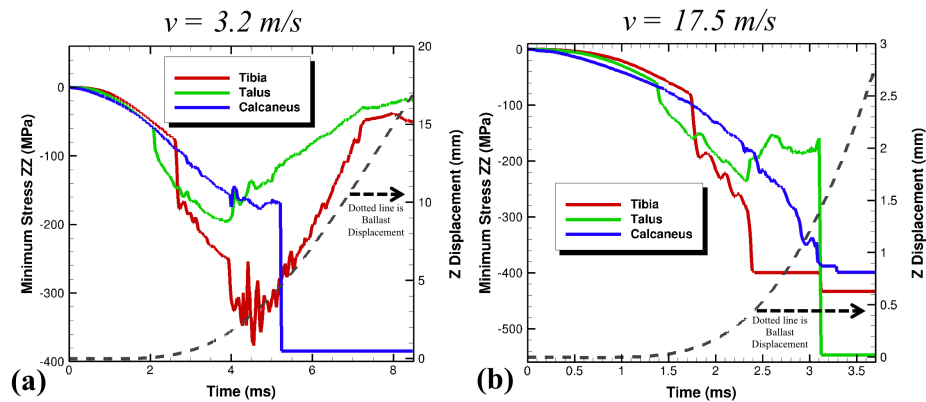 v = 3.2 m/s
Tibia
Talus
Calcaneus
0
-100
-200
-300
-400
Minimum Stress ZZ (MPa)
0
2
4
6
8
Time (ms)
20
15
10
5
0
Z Displacement (mm)
Dotted line is
Ballast
Displacement
(a)
v = 17.5 m/s
Tibia
Talus
Calcaneus
0
-100
-200
-300
-400
-500
Minimum Stress ZZ (MPa)
0
0.5
1
1.5
2
2.5
3
3.5
Time (ms)
3
2.5
2
1.5
1
0.5
0
Z Displacement (mm)
Dotted line is
Ballast
Displacement
(b)